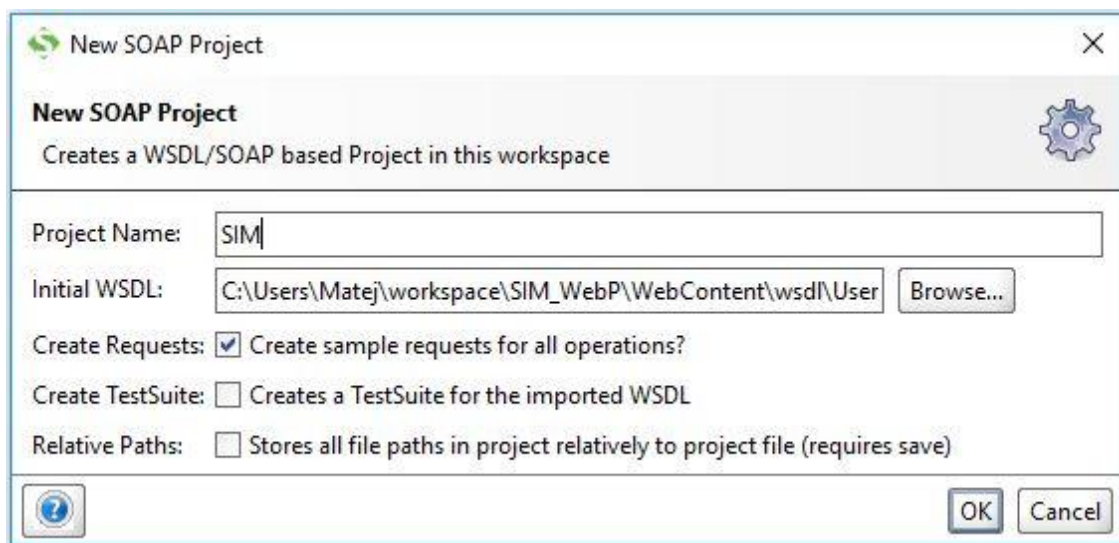 New SOAP Project
New SOAP Project
Creates a WSDL/SOAP based Project in this workspace
Project Name: SIM
Initial WSDL: C:\Users\Matej\workspace\SIM_WebP\WebContent\wsdl\User Browse...
Create Requests: Create sample requests for all operations?
Create TestSuite: Creates a TestSuite for the imported WSDL
Relative Paths: Stores all file paths in project relatively to project file (requires save)
? OK Cancel